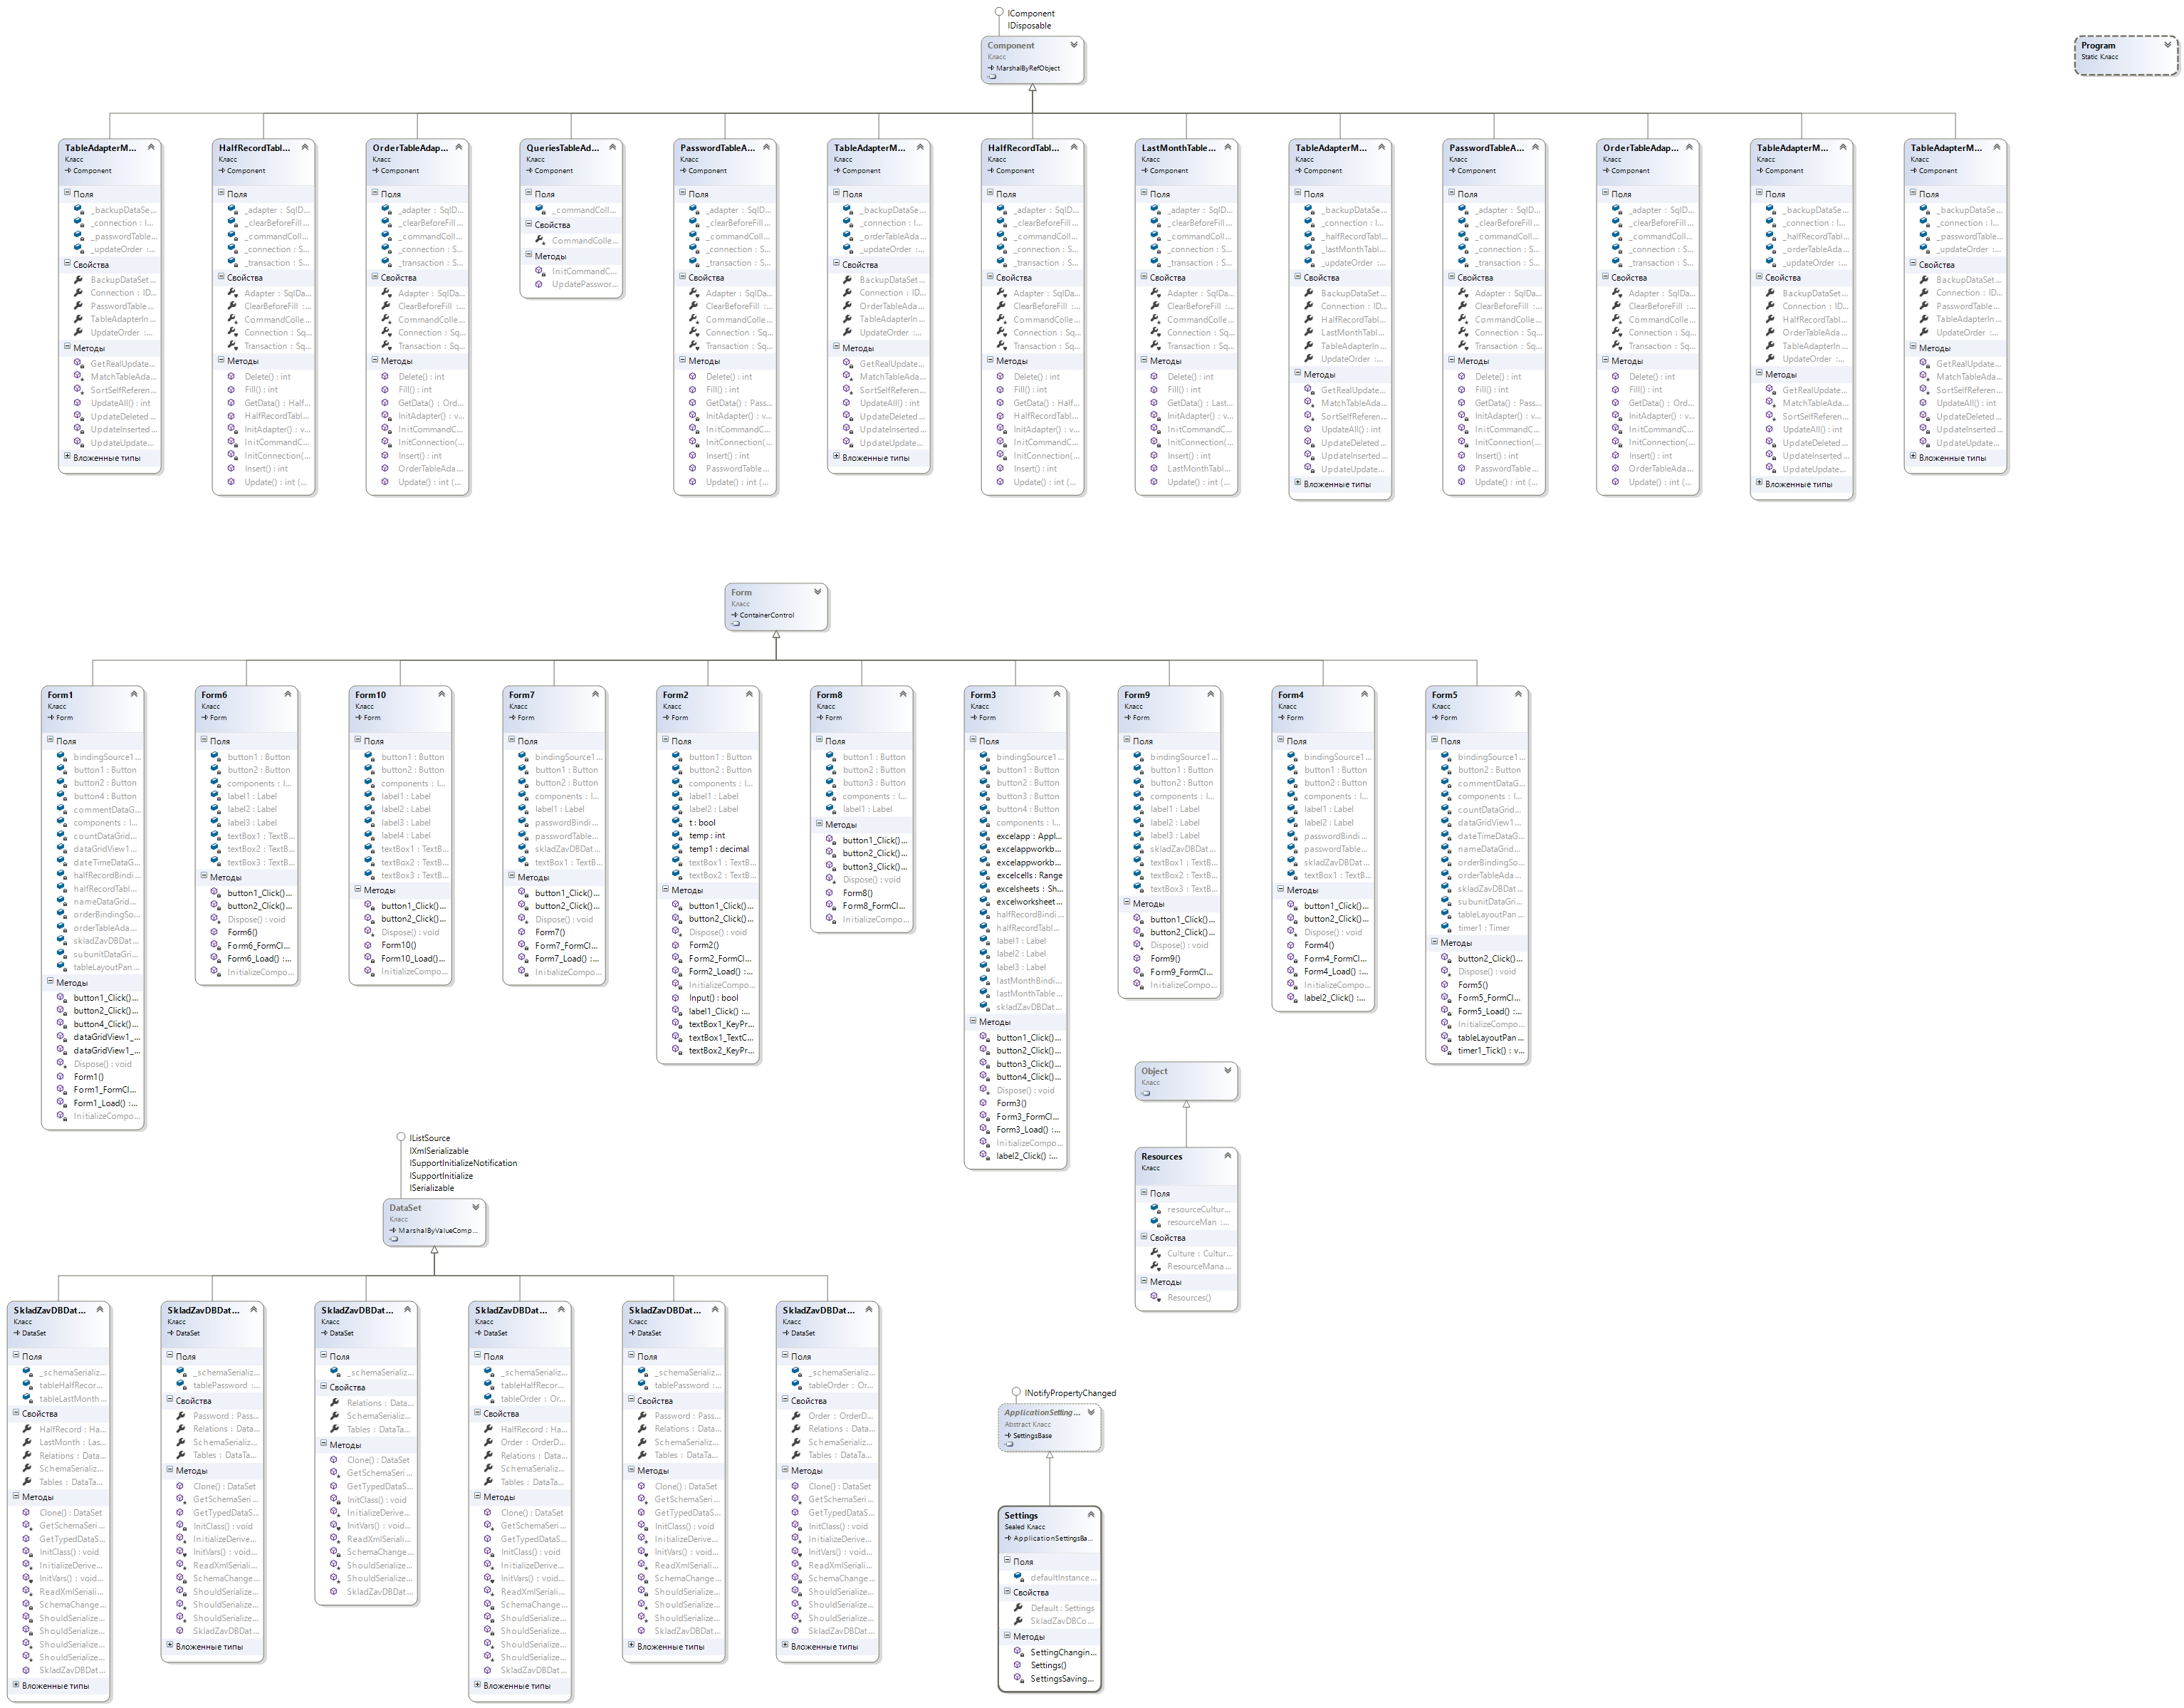 IComponent
IDisposable
Component
Класс
MarshalByRefObject
Program
Static Класс
TableAdapterM...
Класс
Component
Поля
_backupDataSe...
_connection : I...
_passwordTable...
_updateOrder :...
Свойства
BackupDataSet...
Connection : ID...
PasswordTable...
TableAdapterIn...
UpdateOrder :...
Методы
GetRealUpdate...
MatchTableAda...
SortSelfReferen...
UpdateAll() : int
UpdateDeleted...
UpdateInserted...
UpdateUpdate...
Вложенные типы
HalfRecordTabl...
Класс
Component
Поля
_adapter : SqlD...
_clearBeforeFill...
_commandColl...
_connection : S...
_transaction : S...
Свойства
Adapter : SqlDa...
ClearBeforeFill :...
CommandColle...
Connection : Sq...
Transaction : Sq...
Методы
Delete() : int
Fill() : int
GetData() : Half...
HalfRecordTabl...
InitAdapter() : v...
InitCommandC...
InitConnection(...
Insert() : int
Update() : int (...
OrderTableAdap...
Класс
Component
Поля
_adapter : SqlD...
_clearBeforeFill...
_commandColl...
_connection : S...
_transaction : S...
Свойства
Adapter : SqlDa...
ClearBeforeFill :...
CommandColle...
Connection : Sq...
Transaction : Sq...
Методы
Delete() : int
Fill() : int
GetData() : Ord...
InitAdapter() : v...
InitCommandC...
InitConnection(...
Insert() : int
OrderTableAda...
Update() : int (...
QueriesTableAd...
Класс
Component
Поля
_commandColl...
Свойства
CommandColle...
Методы
InitCommandC...
UpdatePasswor...
PasswordTableA...
Класс
Component
Поля
_adapter : SqlD...
_clearBeforeFill...
_commandColl...
_connection : S...
_transaction : S...
Свойства
Adapter : SqlDa...
ClearBeforeFill :...
CommandColle...
Connection : Sq...
Transaction : Sq...
Методы
Delete() : int
Fill() : int
GetData() : Pass...
InitAdapter() : v...
InitCommandC...
InitConnection(...
Insert() : int
PasswordTable...
Update() : int (...
TableAdapterM...
Класс
Component
Поля
_backupDataSe...
_connection : I...
_orderTableAda...
_updateOrder :...
Свойства
BackupDataSet...
Connection : ID...
OrderTableAda...
TableAdapterIn...
UpdateOrder :...
Методы
GetRealUpdate...
MatchTableAda...
SortSelfReferen...
UpdateAll() : int
UpdateDeleted...
UpdateInserted...
UpdateUpdate...
Вложенные типы
HalfRecordTabl...
Класс
Component
Поля
_adapter : SqlD...
_clearBeforeFill...
_commandColl...
_connection : S...
_transaction : S...
Свойства
Adapter : SqlDa...
ClearBeforeFill :...
CommandColle...
Connection : Sq...
Transaction : Sq...
Методы
Delete() : int
Fill() : int
GetData() : Half...
HalfRecordTabl...
InitAdapter() : v...
InitCommandC...
InitConnection(...
Insert() : int
Update() : int (...
LastMonthTable...
Класс
Component
Поля
_adapter : SqlD...
_clearBeforeFill...
_commandColl...
_connection : S...
_transaction : S...
Свойства
Adapter : SqlDa...
ClearBeforeFill :...
CommandColle...
Connection : Sq...
Transaction : Sq...
Методы
Delete() : int
Fill() : int
GetData() : Last...
InitAdapter() : v...
InitCommandC...
InitConnection(...
Insert() : int
LastMonthTabl...
Update() : int (...
TableAdapterM...
Класс
Component
Поля
_backupDataSe...
_connection : I...
_halfRecordTabl...
_lastMonthTabl...
_updateOrder :...
Свойства
BackupDataSet...
Connection : ID...
HalfRecordTabl...
LastMonthTabl...
TableAdapterIn...
UpdateOrder :...
Методы
GetRealUpdate...
MatchTableAda...
SortSelfReferen...
UpdateAll() : int
UpdateDeleted...
UpdateInserted...
UpdateUpdate...
Вложенные типы
PasswordTableA...
Класс
Component
Поля
_adapter : SqlD...
_clearBeforeFill...
_commandColl...
_connection : S...
_transaction : S...
Свойства
Adapter : SqlDa...
ClearBeforeFill :...
CommandColle...
Connection : Sq...
Transaction : Sq...
Методы
Delete() : int
Fill() : int
GetData() : Pass...
InitAdapter() : v...
InitCommandC...
InitConnection(...
Insert() : int
PasswordTable...
Update() : int (...
OrderTableAdap...
Класс
Component
Поля
_adapter : SqlD...
_clearBeforeFill...
_commandColl...
_connection : S...
_transaction : S...
Свойства
Adapter : SqlDa...
ClearBeforeFill :...
CommandColle...
Connection : Sq...
Transaction : Sq...
Методы
Delete() : int
Fill() : int
GetData() : Ord...
InitAdapter() : v...
InitCommandC...
InitConnection(...
Insert() : int
OrderTableAda...
Update() : int (...
TableAdapterM...
Класс
Component
Поля
_backupDataSe...
_connection : I...
_halfRecordTabl...
_orderTableAda...
_updateOrder :...
Свойства
BackupDataSet...
Connection : ID...
HalfRecordTabl...
OrderTableAda...
TableAdapterIn...
UpdateOrder :...
Методы
GetRealUpdate...
MatchTableAda...
SortSelfReferen...
UpdateAll() : int
UpdateDeleted...
UpdateInserted...
UpdateUpdate...
Вложенные типы
TableAdapterM...
Класс
Component
Поля
_backupDataSe...
_connection : I...
_passwordTable...
_updateOrder :...
Свойства
BackupDataSet...
Connection : ID...
PasswordTable...
TableAdapterIn...
UpdateOrder :...
Методы
GetRealUpdate...
MatchTableAda...
SortSelfReferen...
UpdateAll() : int
UpdateDeleted...
UpdateInserted...
UpdateUpdate...
Вложенные типы
Form
Класс
ContainerControl
Form1
Класс
Form
Поля
bindingSource1...
button1 : Button
button2 : Button
button4 : Button
commentDataG...
components : I...
countDataGrid...
dataGridView1...
dateTimeDataG...
halfRecordBindi...
halfRecordTabl...
nameDataGrid...
orderBindingSo...
orderTableAda...
skladZavDBDat...
subunitDataGri...
tableLayoutPan...
Методы
button1_Click()...
button2_Click()...
button4_Click()...
dataGridView1_...
dataGridView1_...
Dispose() : void
Form1()
Form1_FormCl...
Form1_Load() :...
InitializeCompo...
Form6
Класс
Form
Поля
button1 : Button
button2 : Button
components : I...
label1 : Label
label2 : Label
label3 : Label
textBox1 : TextB...
textBox2 : TextB...
textBox3 : TextB...
Методы
button1_Click()...
button2_Click()...
Dispose() : void
Form6()
Form6_FormCl...
Form6_Load() :...
InitializeCompo...
Form10
Класс
Form
Поля
button1 : Button
button2 : Button
components : I...
label1 : Label
label2 : Label
label3 : Label
label4 : Label
textBox1 : TextB...
textBox2 : TextB...
textBox3 : TextB...
Методы
button1_Click()...
button2_Click()...
Dispose() : void
Form10()
Form10_Load()...
InitializeCompo...
Form7
Класс
Form
Поля
bindingSource1...
button1 : Button
button2 : Button
components : I...
label1 : Label
passwordBindi...
passwordTable...
skladZavDBDat...
textBox1 : TextB...
Методы
button1_Click()...
button2_Click()...
Dispose() : void
Form7()
Form7_FormCl...
Form7_Load() :...
InitializeCompo...
Form2
Класс
Form
Поля
button1 : Button
button2 : Button
components : I...
label1 : Label
label2 : Label
t : bool
temp : int
temp1 : decimal
textBox1 : TextB...
textBox2 : TextB...
Методы
button1_Click()...
button2_Click()...
Dispose() : void
Form2()
Form2_FormCl...
Form2_Load() :...
InitializeCompo...
Input() : bool
label1_Click() :...
textBox1_KeyPr...
textBox1_TextC...
textBox2_KeyPr...
Form8
Класс
Form
Поля
button1 : Button
button2 : Button
button3 : Button
components : I...
label1 : Label
Методы
button1_Click()...
button2_Click()...
button3_Click()...
Dispose() : void
Form8()
Form8_FormCl...
InitializeCompo...
Form3
Класс
Form
Поля
bindingSource1...
button1 : Button
button2 : Button
button3 : Button
button4 : Button
components : I...
excelapp : Appl...
excelappworkb...
excelappworkb...
excelcells : Range
excelsheets : Sh...
excelworksheet...
halfRecordBindi...
halfRecordTabl...
label1 : Label
label2 : Label
label3 : Label
lastMonthBindi...
lastMonthTable...
skladZavDBDat...
Методы
button1_Click()...
button2_Click()...
button3_Click()...
button4_Click()...
Dispose() : void
Form3()
Form3_FormCl...
Form3_Load() :...
InitializeCompo...
label2_Click() :...
Form9
Класс
Form
Поля
bindingSource1...
button1 : Button
button2 : Button
components : I...
label1 : Label
label2 : Label
label3 : Label
skladZavDBDat...
textBox1 : TextB...
textBox2 : TextB...
textBox3 : TextB...
Методы
button1_Click()...
button2_Click()...
Dispose() : void
Form9()
Form9_FormCl...
InitializeCompo...
Form4
Класс
Form
Поля
bindingSource1...
button1 : Button
button2 : Button
components : I...
label1 : Label
label2 : Label
passwordBindi...
passwordTable...
skladZavDBDat...
textBox1 : TextB...
Методы
button1_Click()...
button2_Click()...
Dispose() : void
Form4()
Form4_FormCl...
Form4_Load() :...
InitializeCompo...
label2_Click() :...
Form5
Класс
Form
Поля
bindingSource1...
button2 : Button
commentDataG...
components : I...
countDataGrid...
dataGridView1...
dateTimeDataG...
nameDataGrid...
orderBindingSo...
orderTableAda...
skladZavDBDat...
subunitDataGri...
tableLayoutPan...
timer1 : Timer
Методы
button2_Click()...
Dispose() : void
Form5()
Form5_FormCl...
Form5_Load() :...
InitializeCompo...
tableLayoutPan...
timer1_Tick() : v...
Object
Класс
Resources
Класс
Поля
resourceCultur...
resourceMan :...
Свойства
Culture : Cultur...
ResourceMana...
Методы
Resources()
IListSource
IXmlSerializable
ISupportInitializeNotification
ISupportInitialize
ISerializable
DataSet
Класс
MarshalByValueComp...
SkladZavDBDat...
Класс
DataSet
Поля
_schemaSerializ...
tableHalfRecor...
tableLastMonth...
Свойства
HalfRecord : Ha...
LastMonth : Las...
Relations : Data...
SchemaSerializ...
Tables : DataTa...
Методы
Clone() : DataSet
GetSchemaSeri...
GetTypedDataS...
InitClass() : void
InitializeDerive...
InitVars() : void...
ReadXmlSeriali...
SchemaChange...
ShouldSerialize...
ShouldSerialize...
ShouldSerialize...
ShouldSerialize...
SkladZavDBDat...
Вложенные типы
SkladZavDBDat...
Класс
DataSet
Поля
_schemaSerializ...
tablePassword :...
Свойства
Password : Pass...
Relations : Data...
SchemaSerializ...
Tables : DataTa...
Методы
Clone() : DataSet
GetSchemaSeri...
GetTypedDataS...
InitClass() : void
InitializeDerive...
InitVars() : void...
ReadXmlSeriali...
SchemaChange...
ShouldSerialize...
ShouldSerialize...
ShouldSerialize...
SkladZavDBDat...
Вложенные типы
SkladZavDBDat...
Класс
DataSet
Поля
_schemaSerializ...
Свойства
Relations : Data...
SchemaSerializ...
Tables : DataTa...
Методы
Clone() : DataSet
GetSchemaSeri...
GetTypedDataS...
InitClass() : void
InitializeDerive...
InitVars() : void...
ReadXmlSeriali...
SchemaChange...
ShouldSerialize...
ShouldSerialize...
SkladZavDBDat...
SkladZavDBDat...
Класс
DataSet
Поля
_schemaSerializ...
tableHalfRecor...
tableOrder : Or...
Свойства
HalfRecord : Ha...
Order : OrderD...
Relations : Data...
SchemaSerializ...
Tables : DataTa...
Методы
Clone() : DataSet
GetSchemaSeri...
GetTypedDataS...
InitClass() : void
InitializeDerive...
InitVars() : void...
ReadXmlSeriali...
SchemaChange...
ShouldSerialize...
ShouldSerialize...
ShouldSerialize...
ShouldSerialize...
SkladZavDBDat...
Вложенные типы
SkladZavDBDat...
Класс
DataSet
Поля
_schemaSerializ...
tablePassword :...
Свойства
Password : Pass...
Relations : Data...
SchemaSerializ...
Tables : DataTa...
Методы
Clone() : DataSet
GetSchemaSeri...
GetTypedDataS...
InitClass() : void
InitializeDerive...
InitVars() : void...
ReadXmlSeriali...
SchemaChange...
ShouldSerialize...
ShouldSerialize...
ShouldSerialize...
SkladZavDBDat...
Вложенные типы
SkladZavDBDat...
Класс
DataSet
Поля
_schemaSerializ...
tableOrder : Or...
Свойства
Order : OrderD...
Relations : Data...
SchemaSerializ...
Tables : DataTa...
Методы
Clone() : DataSet
GetSchemaSeri...
GetTypedDataS...
InitClass() : void
InitializeDerive...
InitVars() : void...
ReadXmlSeriali...
SchemaChange...
ShouldSerialize...
ShouldSerialize...
ShouldSerialize...
SkladZavDBDat...
Вложенные типы
INotifyPropertyChanged
ApplicationSetting...
Abstract Класс
SettingsBase
Settings
Sealed Класс
ApplicationSettingsBa...
Поля
defaultInstance...
Свойства
Default : Settings
SkladZavDBCo...
Методы
SettingChangin...
Settings()
SettingsSaving...